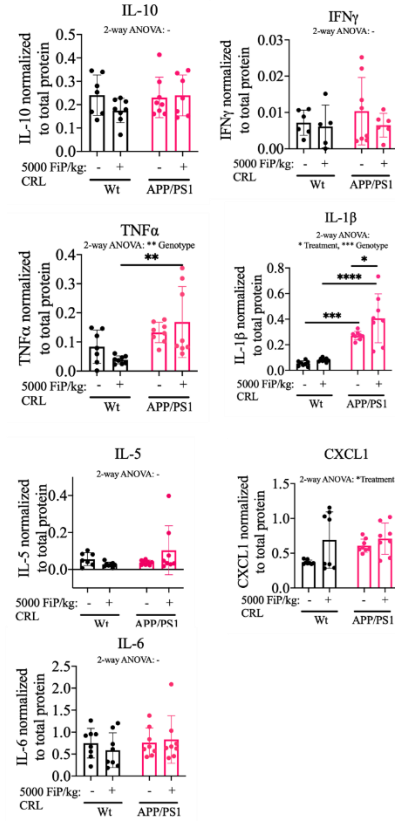 IL-10
2-way ANOVA: -
IL-10 normalized
to total protein
0.5
0.4
0.3
0.2
0.1
0.0
5000 FiP/kg: - + - +
CRL
Wt APP/PS1
IFNγ
2-way ANOVA: -
IFNγ normalized
to total protein
0.03
0.02
0.01
0.00
5000 FiP/kg: - + - +
CRL
Wt APP/PS1
TNFα
2-way ANOVA: ** Genotype
**
TNFα normalized
to total protein
0.4
0.3
0.2
0.1
0.0
5000 FiP/kg: - + - +
CRL
Wt APP/PS1
IL-1β
2-way ANOVA:
* Treatment, *** Genotype
*
****
***
IL-1β normalized
to total protein
0.8
0.6
0.4
0.2
0.0
5000 FiP/kg: - + - +
CRL
Wt APP/PS1
IL-5
2-way ANOVA: -
IL-5 normalized
to total protein
0.6
0.4
0.2
0.0
5000 FiP/kg: - + - +
CRL
Wt APP/PS1
CXCL1
2-way ANOVA: *Treatment
CXCL1 normalized
to total protein
1.5
1.0
0.5
0.0
5000 FiP/kg: - + - +
CRL
Wt APP/PS1
IL-6
2-way ANOVA: -
IL-6 normalized
to total protein
2.5
2.0
1.5
1.0
0.5
0.0
5000 FiP/kg: - + - +
CRL
Wt APP/PS1